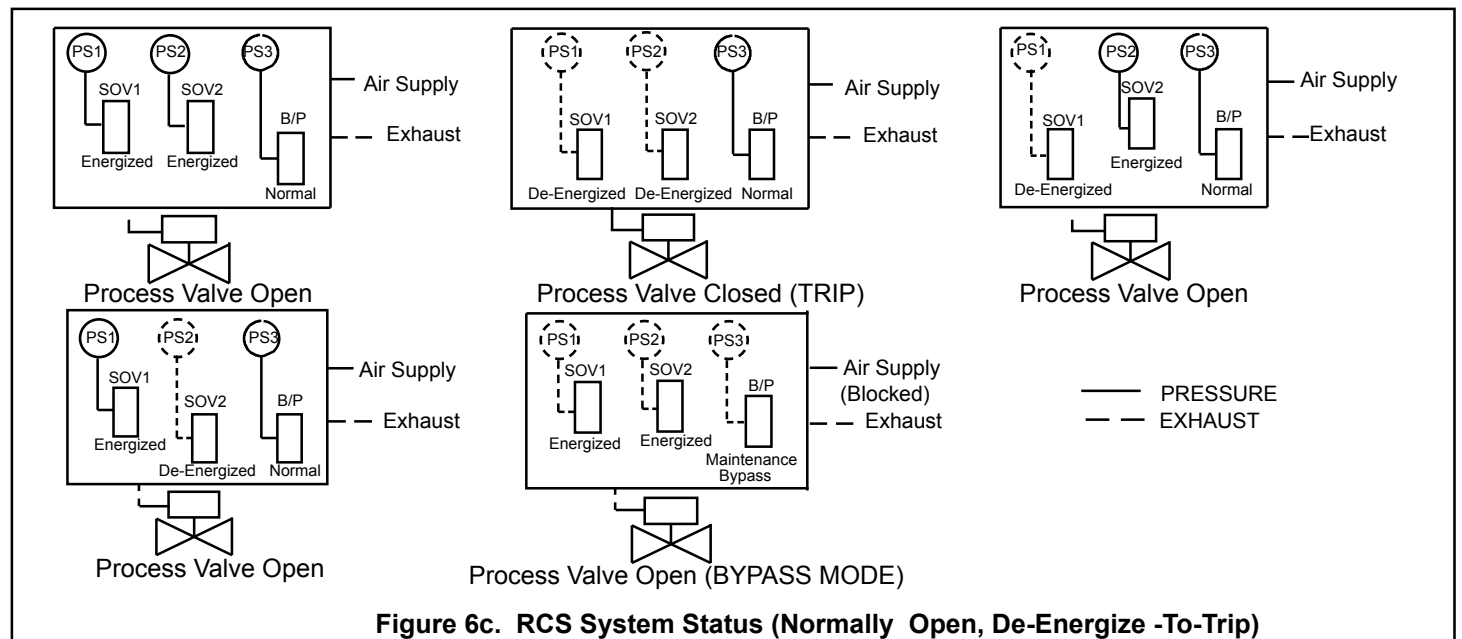 PS1 PS2 PS3
SOV1 SOV2
B/P
Energized Energized
Normal
Air Supply
Exhaust
Process Valve Open
PS1 PS2 PS3
SOV1 SOV2 B/P
De-Energized De-Energized Normal
Air Supply
Exhaust
Process Valve Closed (TRIP)
PS1 PS2 PS3
SOV2
SOV1 B/P
Energized
De-Energized Normal
Air Supply
Exhaust
Process Valve Open
PS1 PS2 PS3
SOV1
SOV2 B/P
Energized
De-Energized Normal
Air Supply
Exhaust
Process Valve Open
PS1 PS2 PS3
SOV1 SOV2
B/P
Energized Energized
Maintenance
Bypass
Air Supply
(Blocked)
Exhaust
Process Valve Open (BYPASS MODE)
PRESSURE
EXHAUST
Figure 6c. RCS System Status (Normally Open, De-Energize -To-Trip)